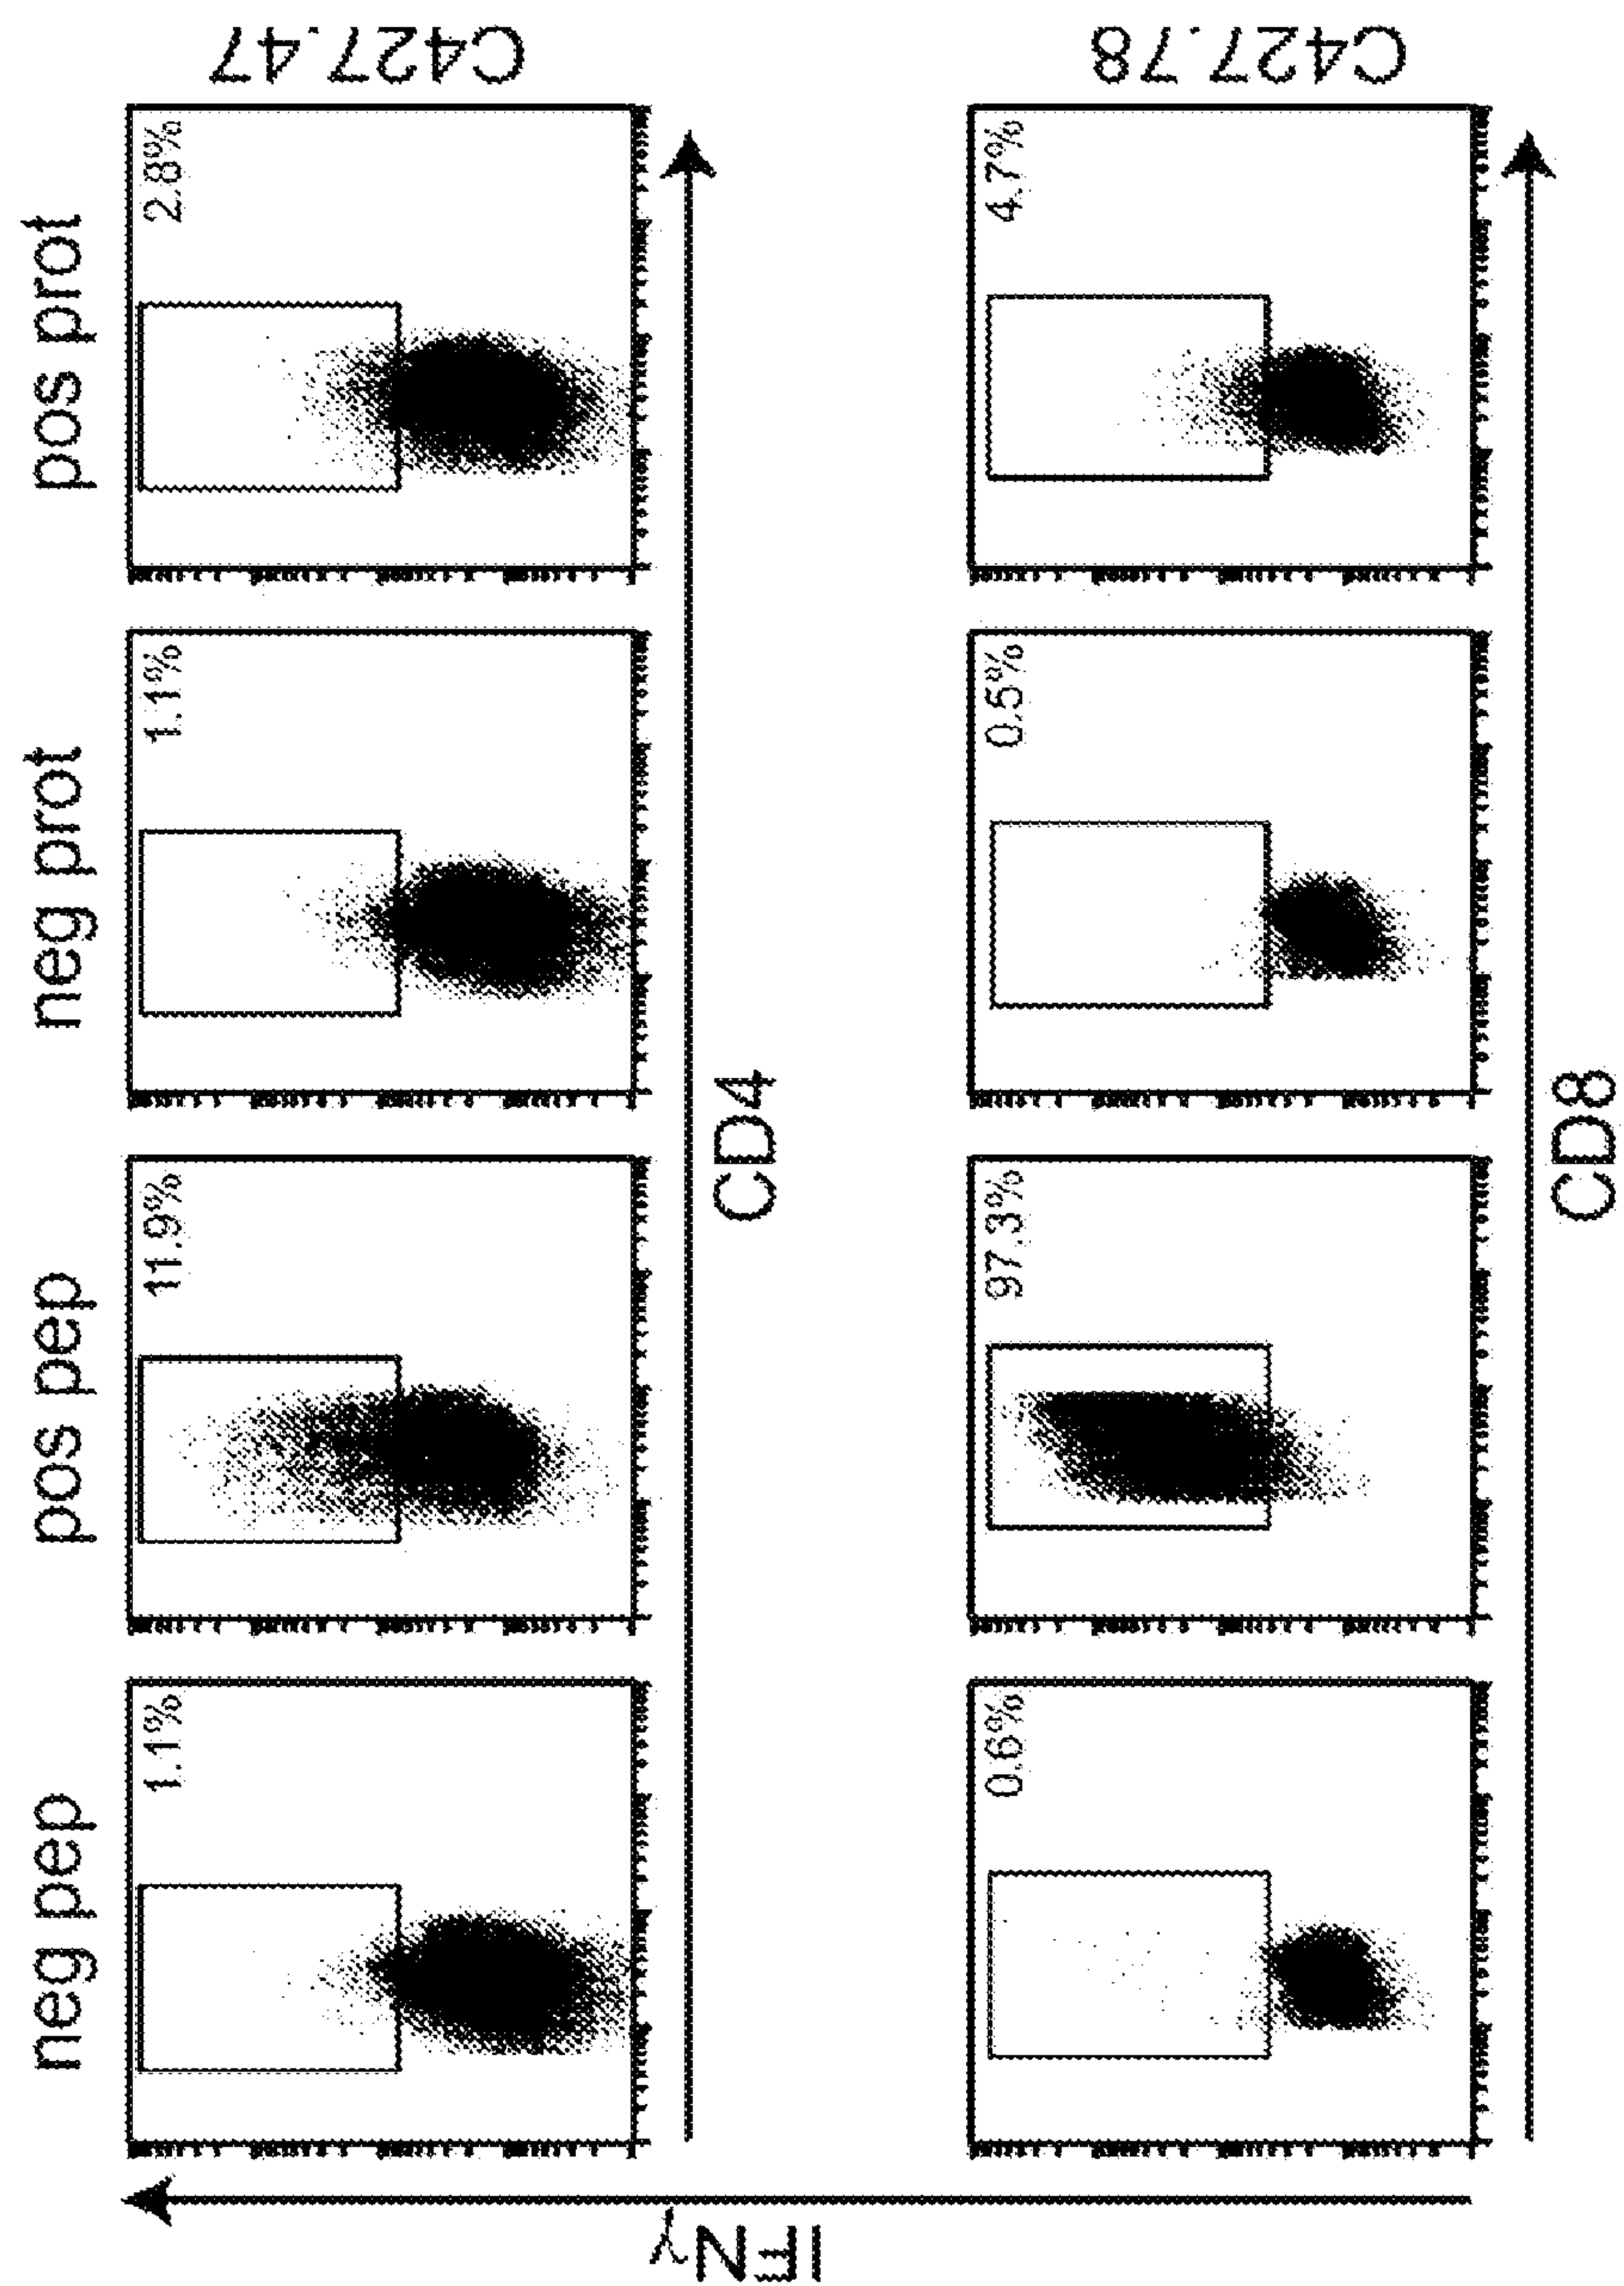 neg pep pos pep neg prot pos prot
1.1% 11.9% 1.1% 2.8%
C427.47
CD4
IFNγ
0.6% 97.3% 0.5% 4.7%
C427.78
CD8